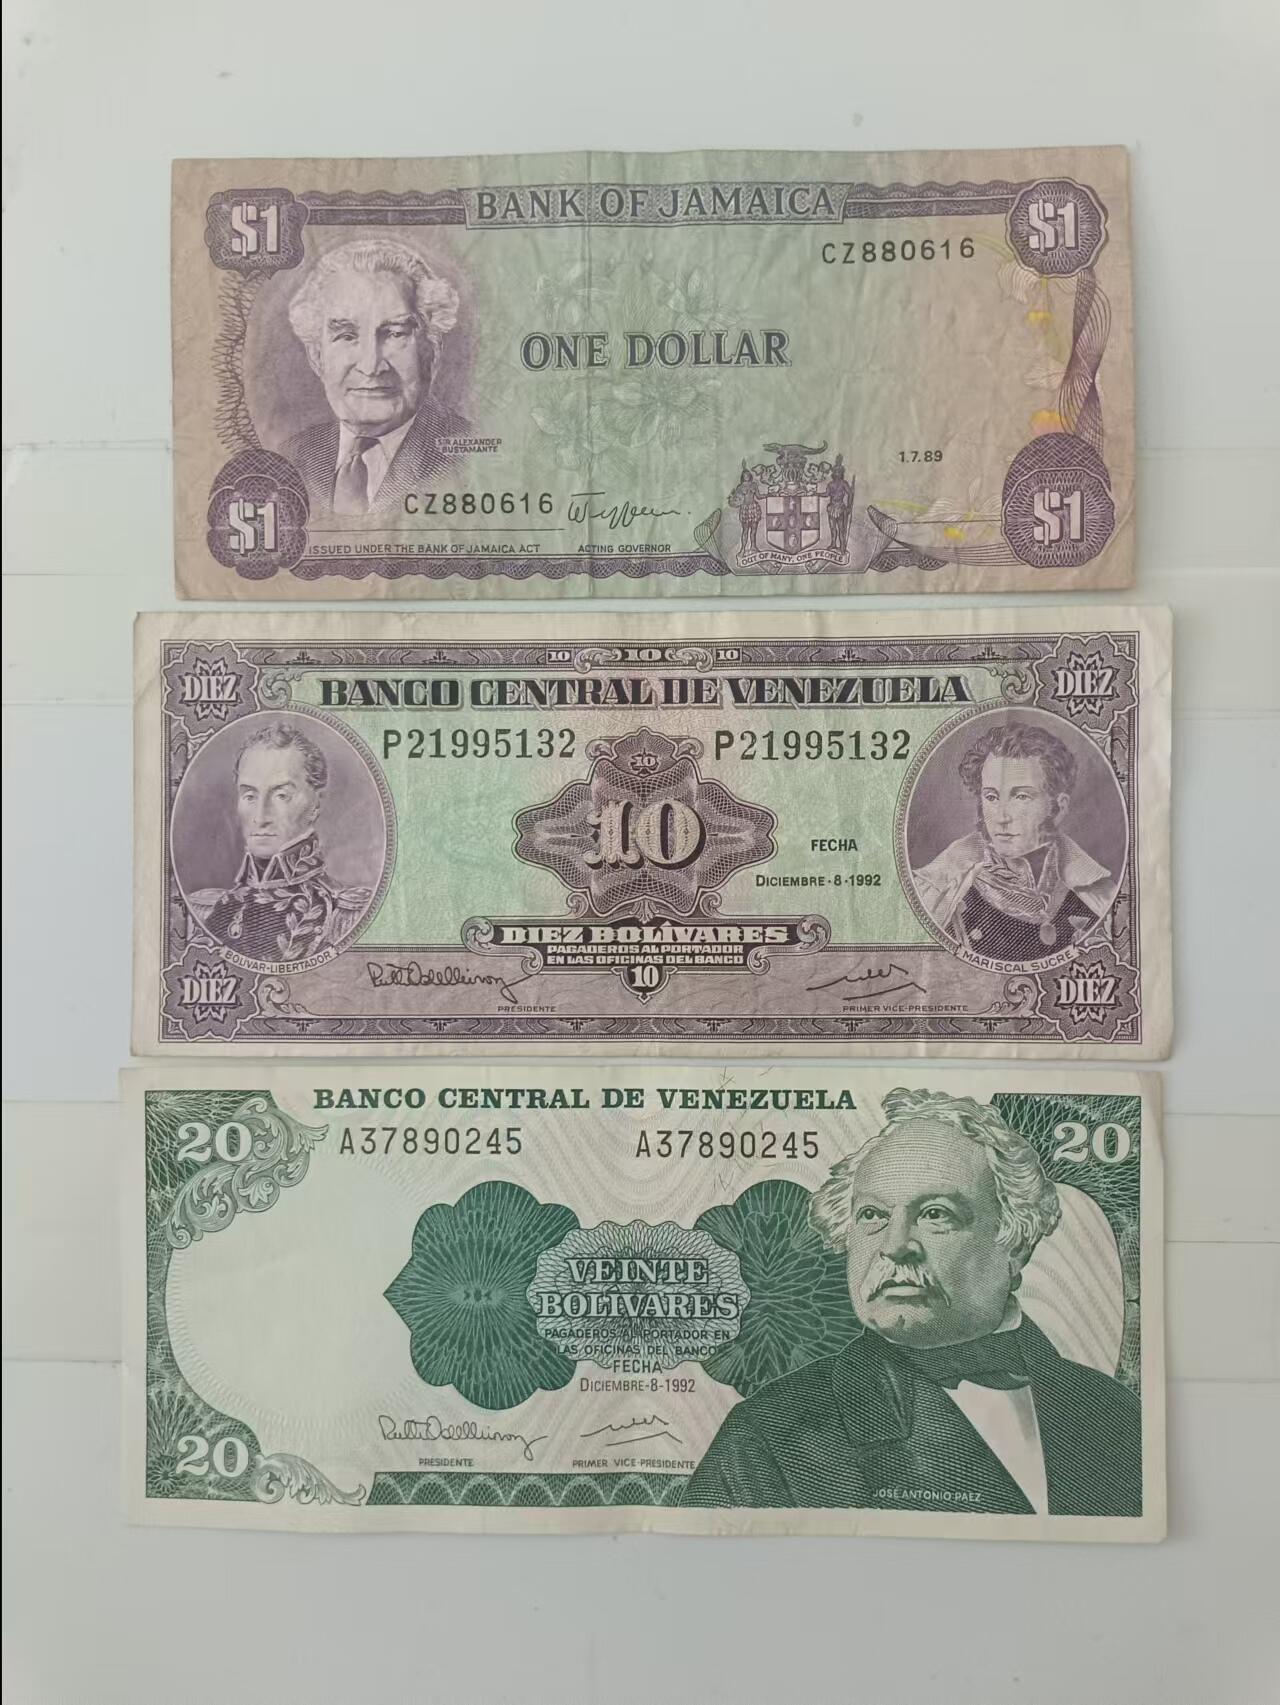 BANK OF JAMAICA
$1 $1
CZ880616
ONE DOLLAR
SIR ALEXANDER
BUSTAMANTE
1.7.89
CZ880616
$1 $1
ISSUED UNDER THE BANK OF JAMAICA ACT ACTING GOVERNOR
OUT OF MANY, ONE PEOPLE
10 10 10
DIEZ DIEZ
BANCO CENTRAL DE VENEZUELA
P21995132 P21995132
10
10
FECHA
DICIEMBRE·8·1992
DIEZ BOLÍVARES
PAGADEROS AL PORTADOR
EN LAS OFICINAS DEL BANCO
BOLIVAR-LIBERTADOR MARISCAL SUCRE
DIEZ 10 DIEZ
PRESIDENTE PRIMER VICE-PRESIDENTE
BANCO CENTRAL DE VENEZUELA
20 20
A37890245 A37890245
VEINTE
BOLÍVARES
PAGADEROS AL PORTADOR EN
LAS OFICINAS DEL BANCO
FECHA
DICIEMBRE-8-1992
20
PRESIDENTE PRIMER VICE-PRESIDENTE
JOSE ANTONIO PAEZ